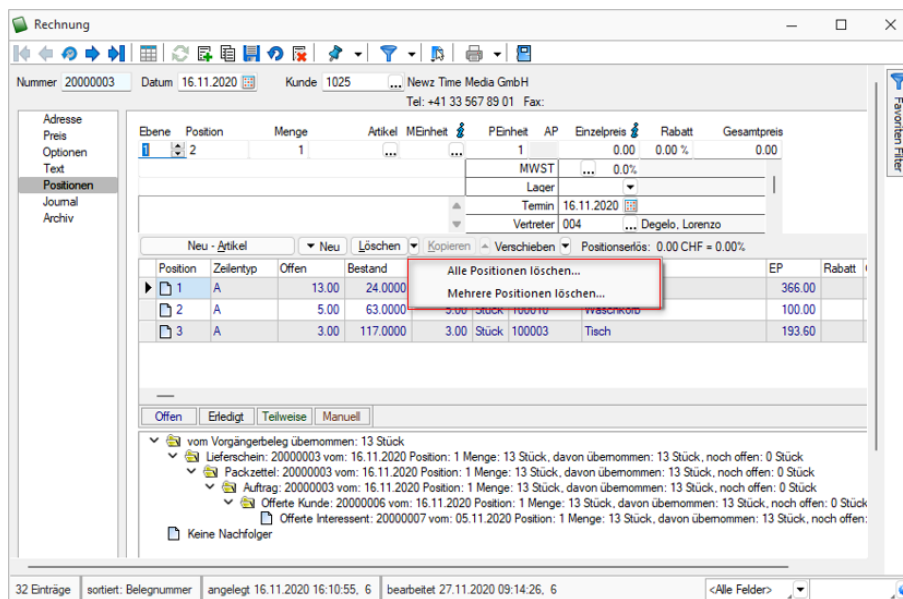 Rechnung
Nummer 20000003 Datum 16.11.2020 Kunde 1025 ... Newz Time Media GmbH
Tel: +41 33 567 89 01 Fax:
Favoriten Filter
Adresse
Preis
Optionen
Text
Positionen
Journal
Archiv
Ebene Position Menge Artikel MEinheit PEinheit AP Einzelpreis Rabatt Gesamtpreis
1 2 1 ... ... 1 0.00 0.00 % 0.00
MWST ... 0.0%
Lager
Termin 16.11.2020
Vertreter 004 ... Degelo, Lorenzo
Neu - Artikel Neu Löschen Kopieren Verschieben Positionserlös: 0.00 CHF = 0.00%
Alle Positionen löschen...
Mehrere Positionen löschen...
Position Zeilentyp Offen Bestand EP Rabatt
1 A 13.00 24.0000 366.00
2 A 5.00 63.0000 5.00 Stück 100010 Waschkorb 100.00
3 A 3.00 117.0000 3.00 Stück 100003 Tisch 193.60
Offen Erledigt Teilweise Manuell
vom Vorgängerbeleg übernommen: 13 Stück
Lieferschein: 20000003 vom: 16.11.2020 Position: 1 Menge: 13 Stück, davon übernommen: 13 Stück, noch offen: 0 Stück
Packzettel: 20000003 vom: 16.11.2020 Position: 1 Menge: 13 Stück, davon übernommen: 13 Stück, noch offen: 0 Stück
Auftrag: 20000003 vom: 16.11.2020 Position: 1 Menge: 13 Stück, davon übernommen: 13 Stück, noch offen: 0 Stück
Offerte Kunde: 20000006 vom: 16.11.2020 Position: 1 Menge: 13 Stück, davon übernommen: 13 Stück, noch offen: 0 Stück
Offerte Interessent: 20000007 vom: 05.11.2020 Position: 1 Menge: 13 Stück, davon übernommen: 13 Stück, noch offen:
Keine Nachfolger
32 Einträge sortiert: Belegnummer angelegt 16.11.2020 16:10:55, 6 bearbeitet 27.11.2020 09:14:26, 6 <Alle Felder>